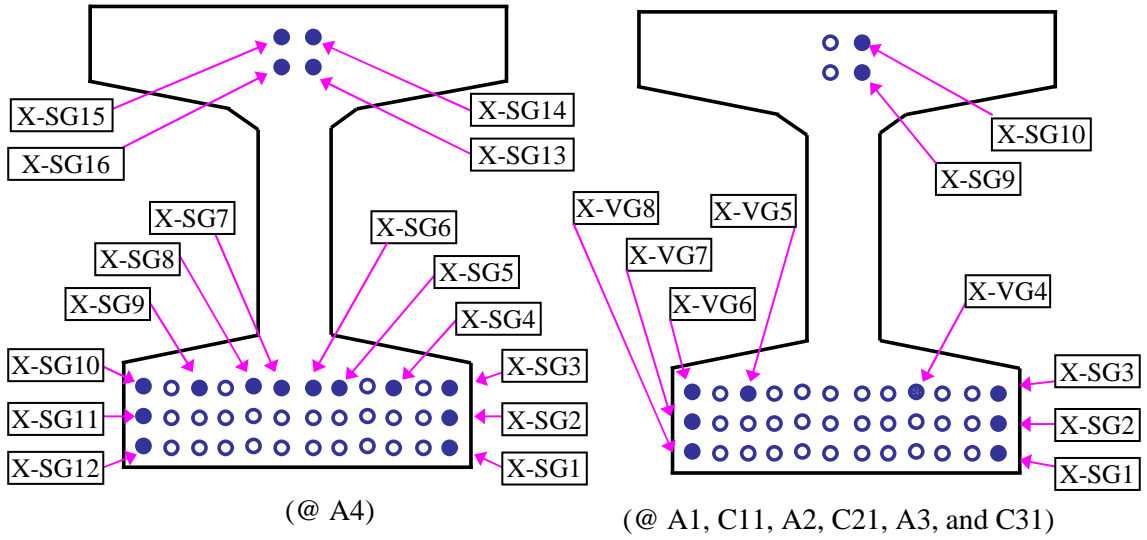 X-SG15
X-SG14
X-SG16
X-SG13
X-SG7
X-SG6
X-SG8
X-SG5
X-SG9
X-SG4
X-SG10
X-SG3
X-SG11
X-SG2
X-SG12
X-SG1
(@ A4)
X-SG10
X-SG9
X-VG8
X-VG5
X-VG7
X-VG6
X-VG4
X-SG3
X-SG2
X-SG1
(@ A1, C11, A2, C21, A3, and C31)